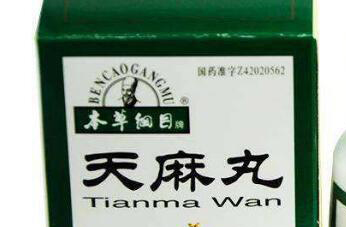 BENCAOGANGMU
国药准字Z42020562
®
本草纲目牌
天麻丸
Tianma Wan